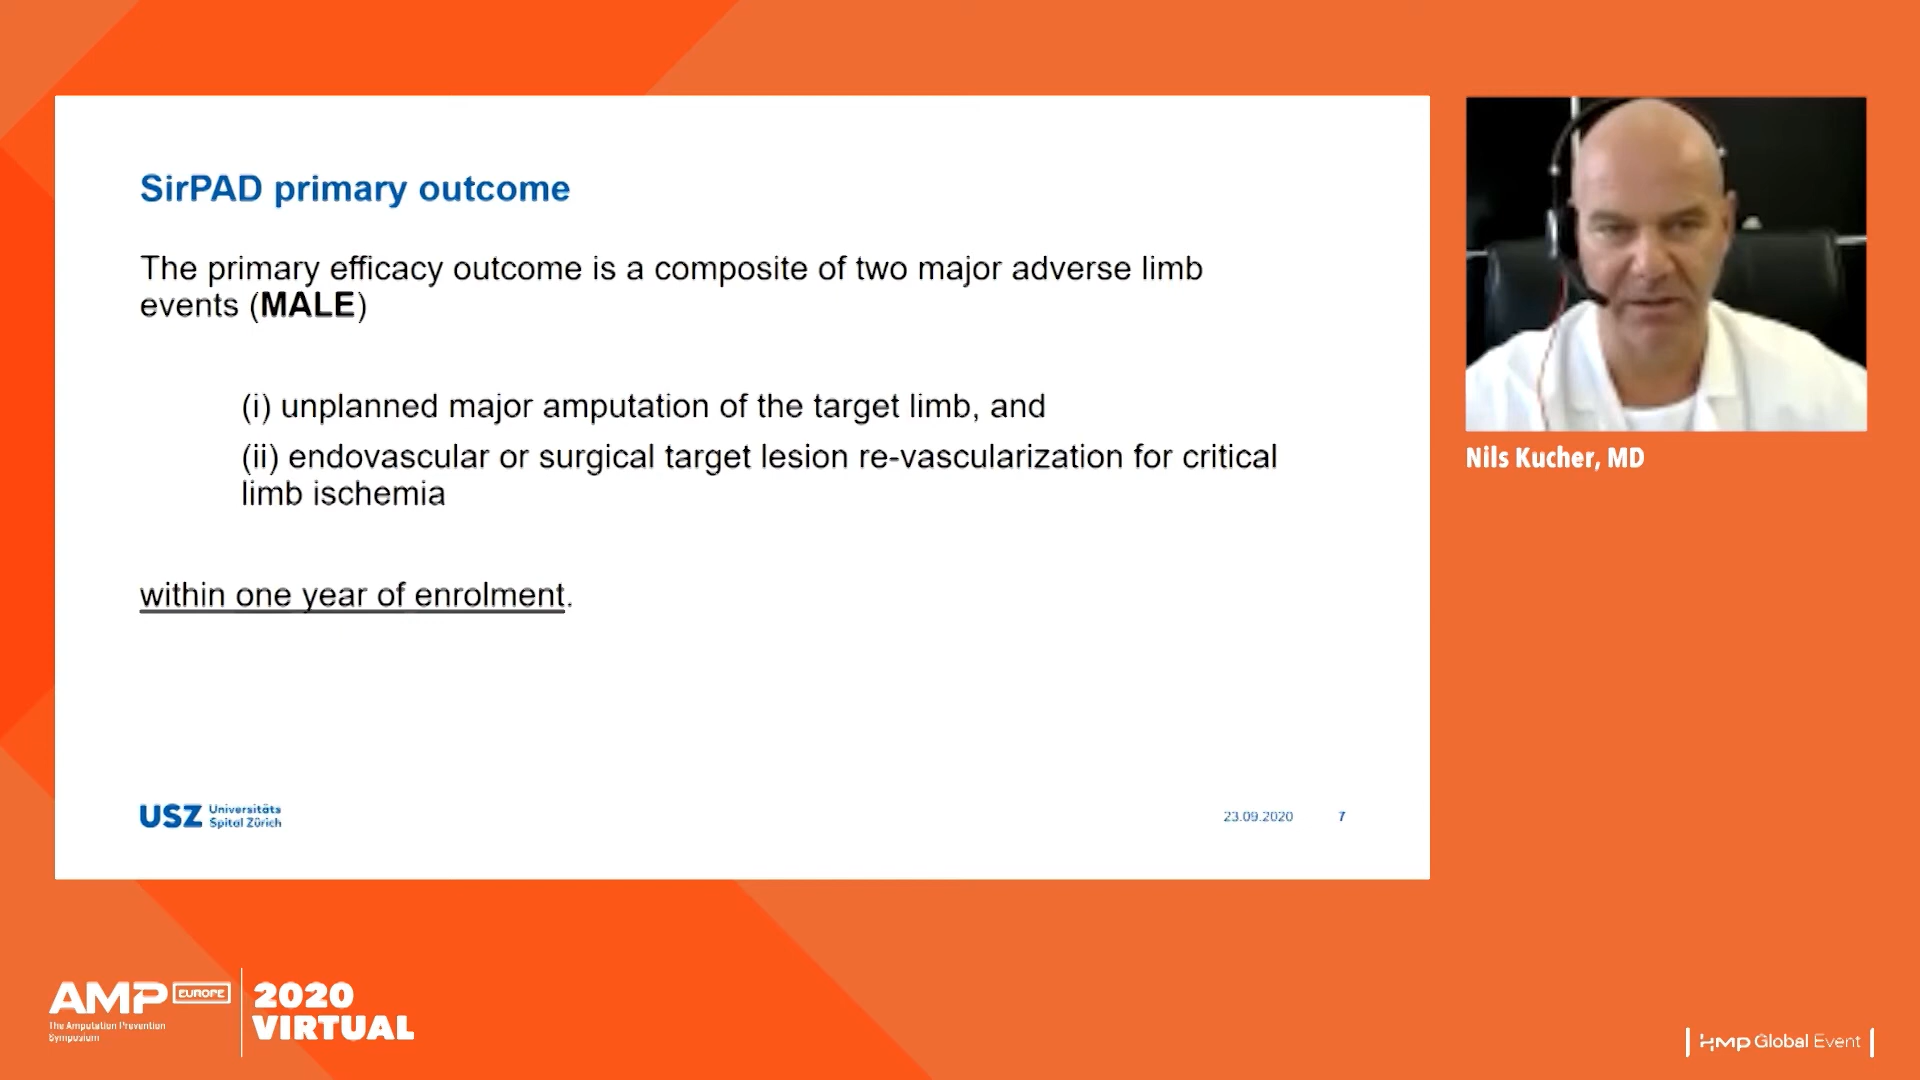 SirPAD primary outcome
The primary efficacy outcome is a composite of two major adverse limb
events (MALE)
(i) unplanned major amputation of the target limb, and
(ii) endovascular or surgical target lesion re-vascularization for critical
limb ischemia
within one year of enrolment.
USZ Universitäts
Spital Zürich
23.09.2020 7
Nils Kucher, MD
AMP EUROPE
The Amputation Prevention
Symposium
2020
VIRTUAL
HMP Global Event